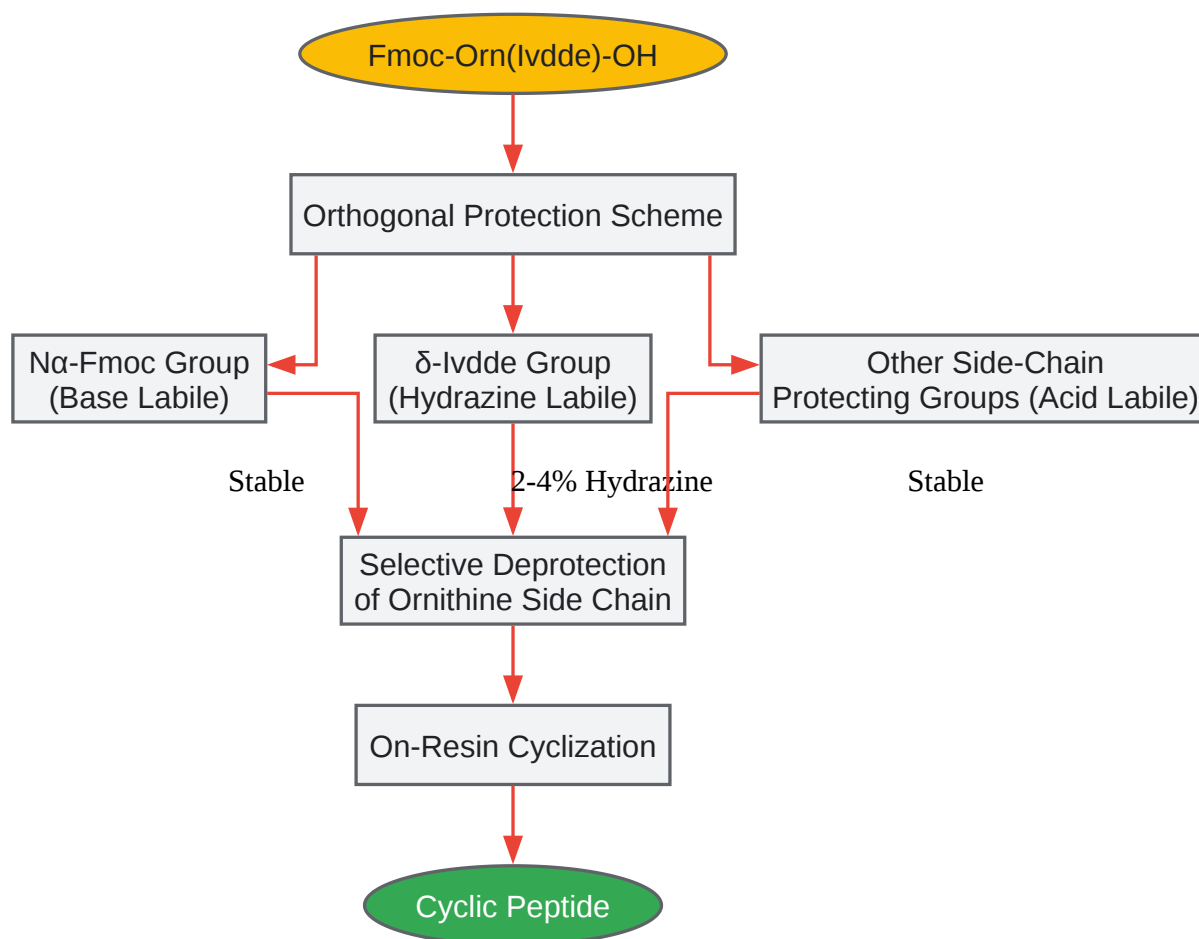 Fmoc-Orn(Ivdde)-OH
Orthogonal Protection Scheme
Nα-Fmoc Group
(Base Labile)
δ-Ivdde Group
(Hydrazine Labile)
Other Side-Chain
Protecting Groups (Acid Labile)
Stable
2-4% Hydrazine
Stable
Selective Deprotection
of Ornithine Side Chain
On-Resin Cyclization
Cyclic Peptide